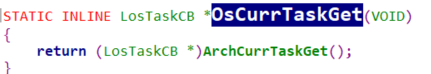 STATIC INLINE LosTaskCB *OsCurrTaskGet(VOID)
{
    return (LosTaskCB *)ArchCurrTaskGet();
}